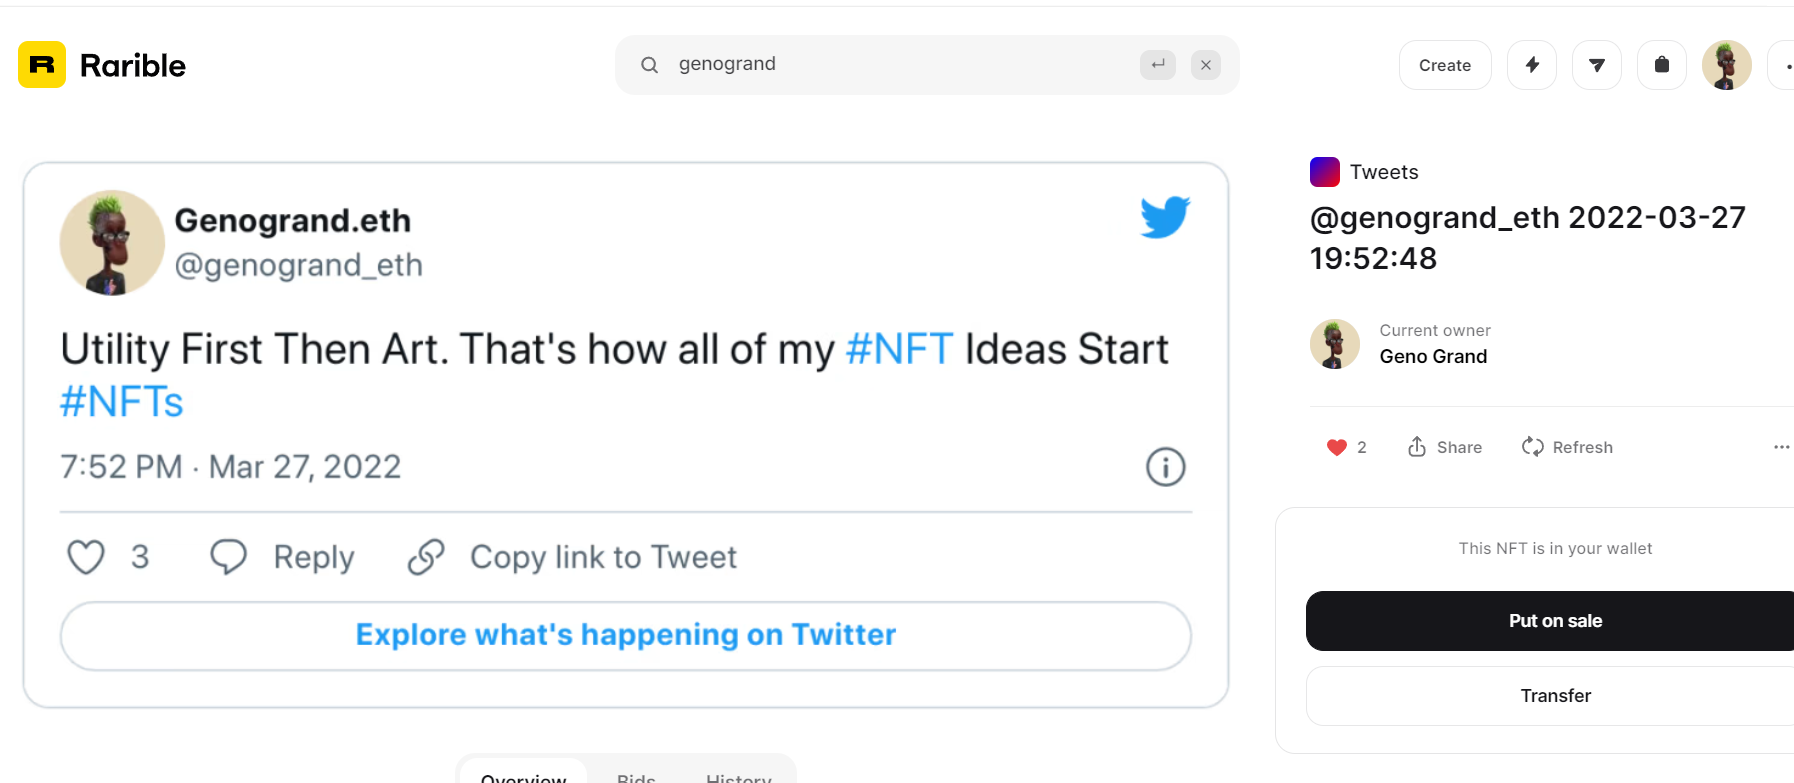 Rarible
genogrand
Create
Genogrand.eth
@genogrand_eth
Utility First Then Art. That's how all of my #NFT Ideas Start
#NFTs
7:52 PM · Mar 27, 2022
3 Reply Copy link to Tweet
Explore what's happening on Twitter
Tweets
@genogrand_eth 2022-03-27
19:52:48
Current owner
Geno Grand
2 Share Refresh
This NFT is in your wallet
Put on sale
Transfer
Overview Bids History